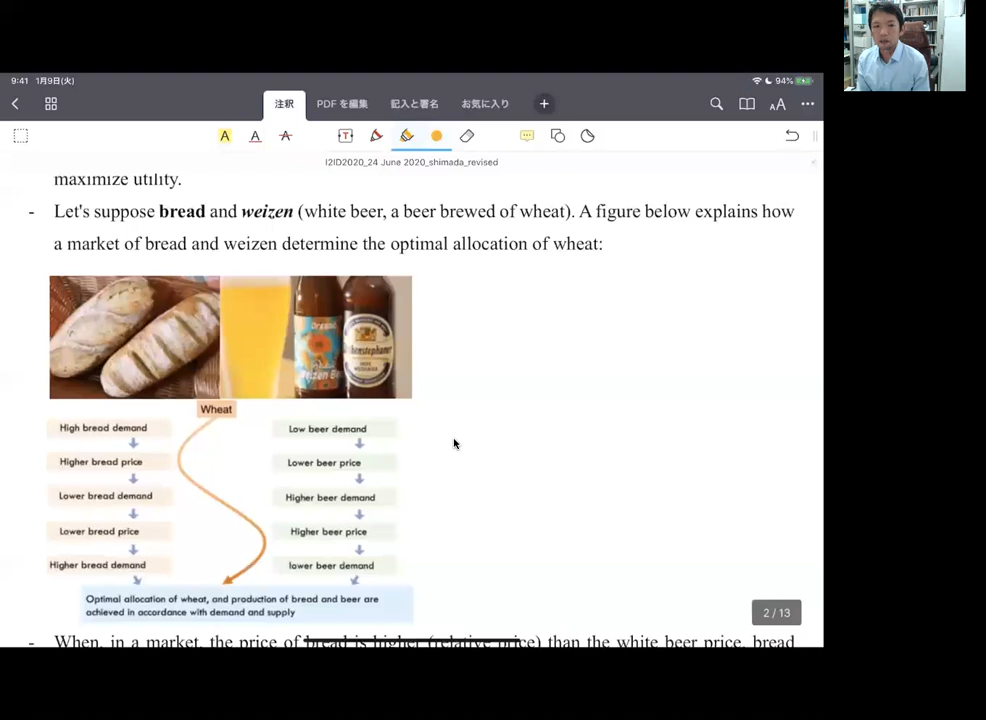 9:41 1月9日(火)
94%
注釈 PDF を編集 記入と署名 お気に入り
I2ID2020_24 June 2020_shimada_revised
maximize utility.
- Let's suppose bread and weizen (white beer, a beer brewed of wheat). A figure below explains how
a market of bread and weizen determine the optimal allocation of wheat:
Organic
Weizen
Wheat
High bread demand
Higher bread price
Lower bread demand
Lower bread price
Higher bread demand
Low beer demand
Lower beer price
Higher beer demand
Higher beer price
lower beer demand
Optimal allocation of wheat, and production of bread and beer are
achieved in accordance with demand and supply
2 / 13
- When, in a market, the price of bread is higher (relative price) than the white beer price, bread